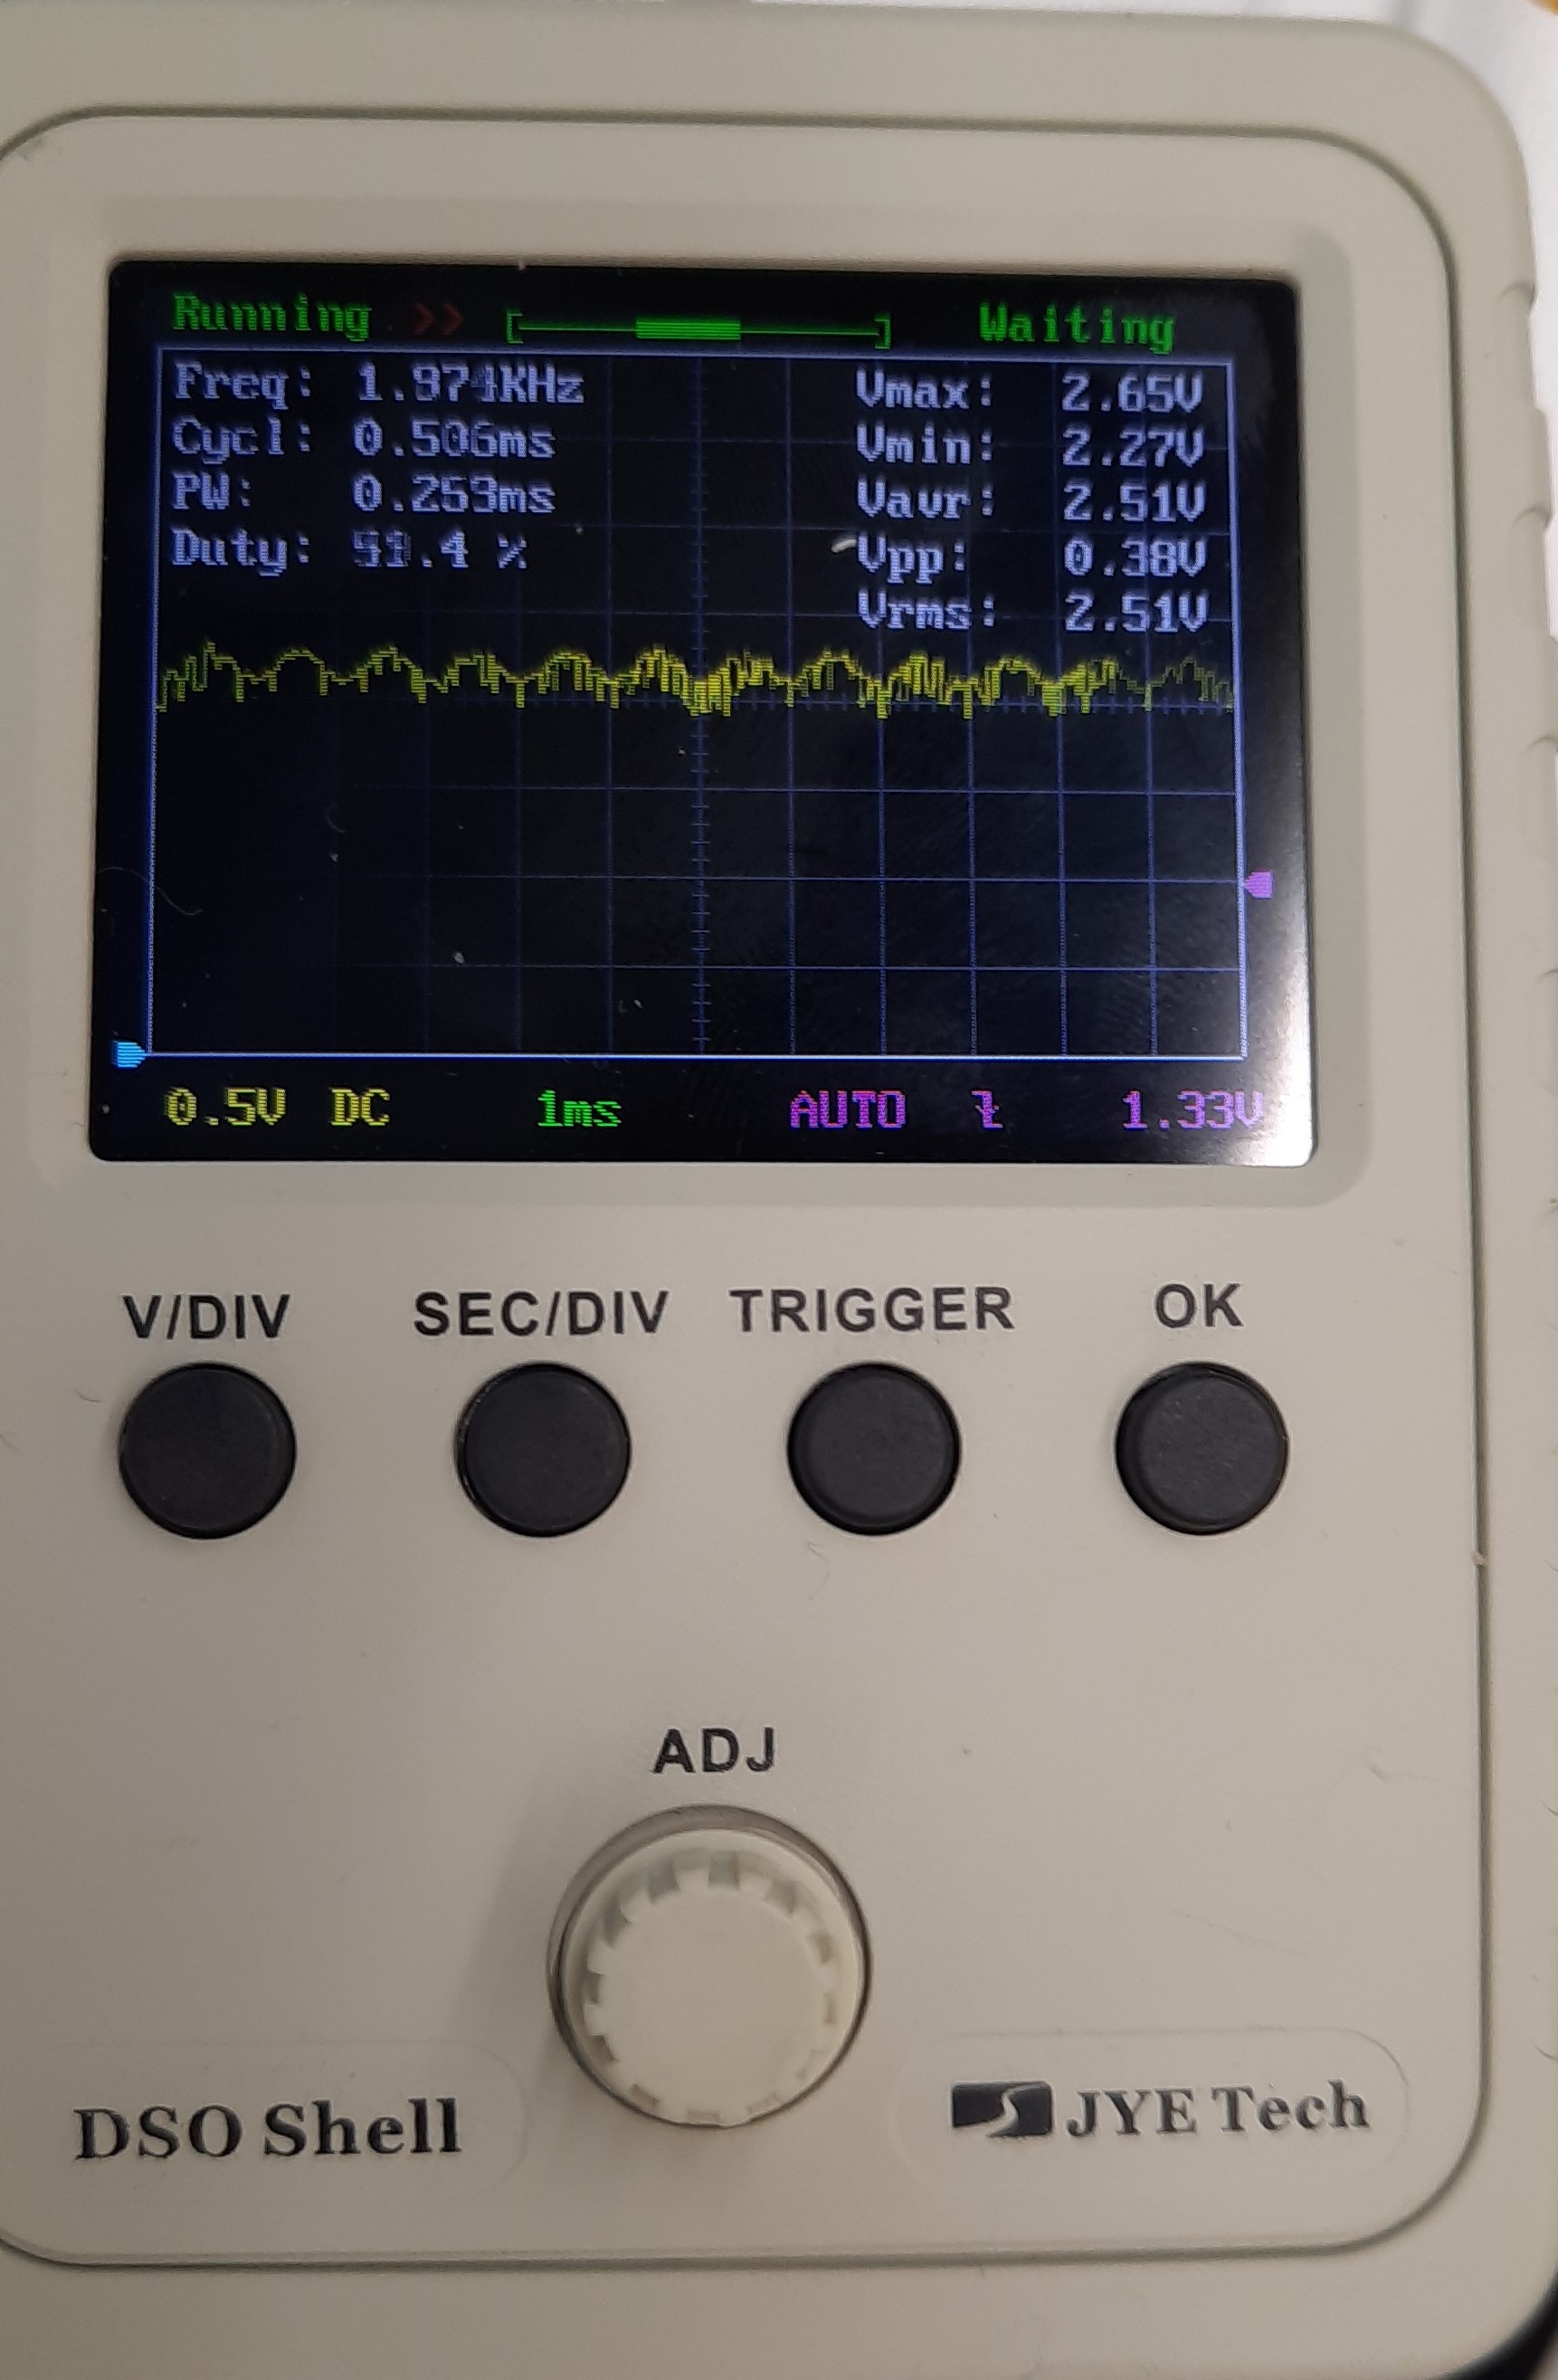 Running >> Waiting
Freq: KHz Vmax: 2.65V
Cycl: 0.506ms Vmin: 2.27V
PW: 0.253ms Vavr: 2.51V
Duty: % Vpp: 0.38V
Vrms: 2.51V
0.5V DC 1ms AUTO 1.33V
V/DIV SEC/DIV TRIGGER OK
ADJ
DSO Shell JYE Tech